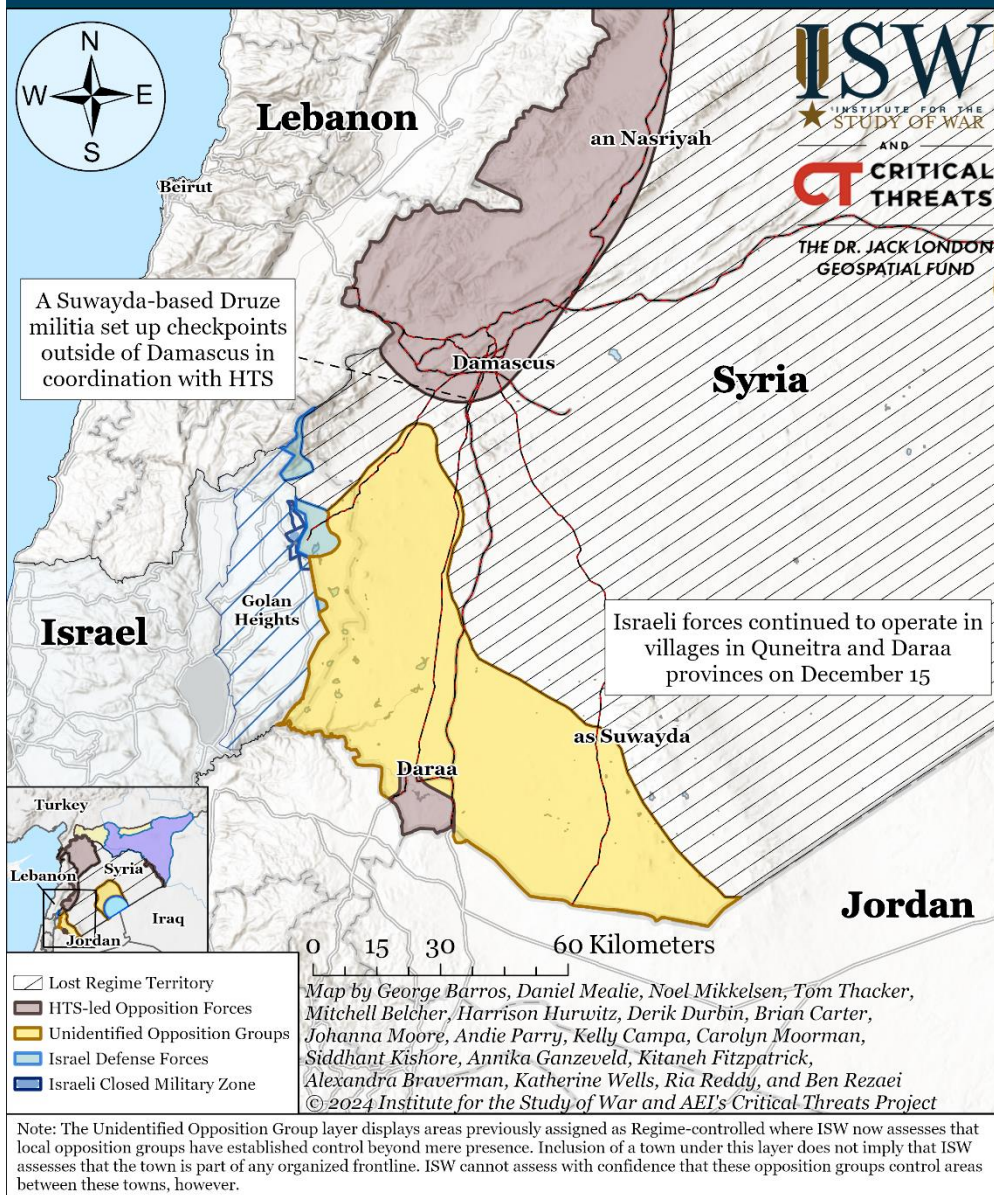 N
W
E
S
Lebanon
an Nasriyah
Beirut
ISW
INSTITUTE FOR THE
STUDY OF WAR
AND
CT CRITICAL
THREATS
THE DR. JACK LONDON
GEOSPATIAL FUND
A Suwayda-based Druze
militia set up checkpoints
outside of Damascus in
coordination with HTS
Damascus
Syria
Golan
Heights
Israel
Israeli forces continued to operate in
villages in Quneitra and Daraa
provinces on December 15
as Suwayda
Daraa
Jordan
Turkey
Lebanon
Syria
Iraq
Jordan
0 15 30 60 Kilometers
Lost Regime Territory
HTS-led Opposition Forces
Unidentified Opposition Groups
Israel Defense Forces
Israeli Closed Military Zone
Map by George Barros, Daniel Mealie, Noel Mikkelsen, Tom Thacker,
Mitchell Belcher, Harrison Hurwitz, Derik Durbin, Brian Carter,
Johanna Moore, Andie Parry, Kelly Campa, Carolyn Moorman,
Siddhant Kishore, Annika Ganzeveld, Kitaneh Fitzpatrick,
Alexandra Braverman, Katherine Wells, Ria Reddy, and Ben Rezaei
© 2024 Institute for the Study of War and AEI's Critical Threats Project
Note: The Unidentified Opposition Group layer displays areas previously assigned as Regime-controlled where ISW now assesses that
local opposition groups have established control beyond mere presence. Inclusion of a town under this layer does not imply that ISW
assesses that the town is part of any organized frontline. ISW cannot assess with confidence that these opposition groups control areas
between these towns, however.